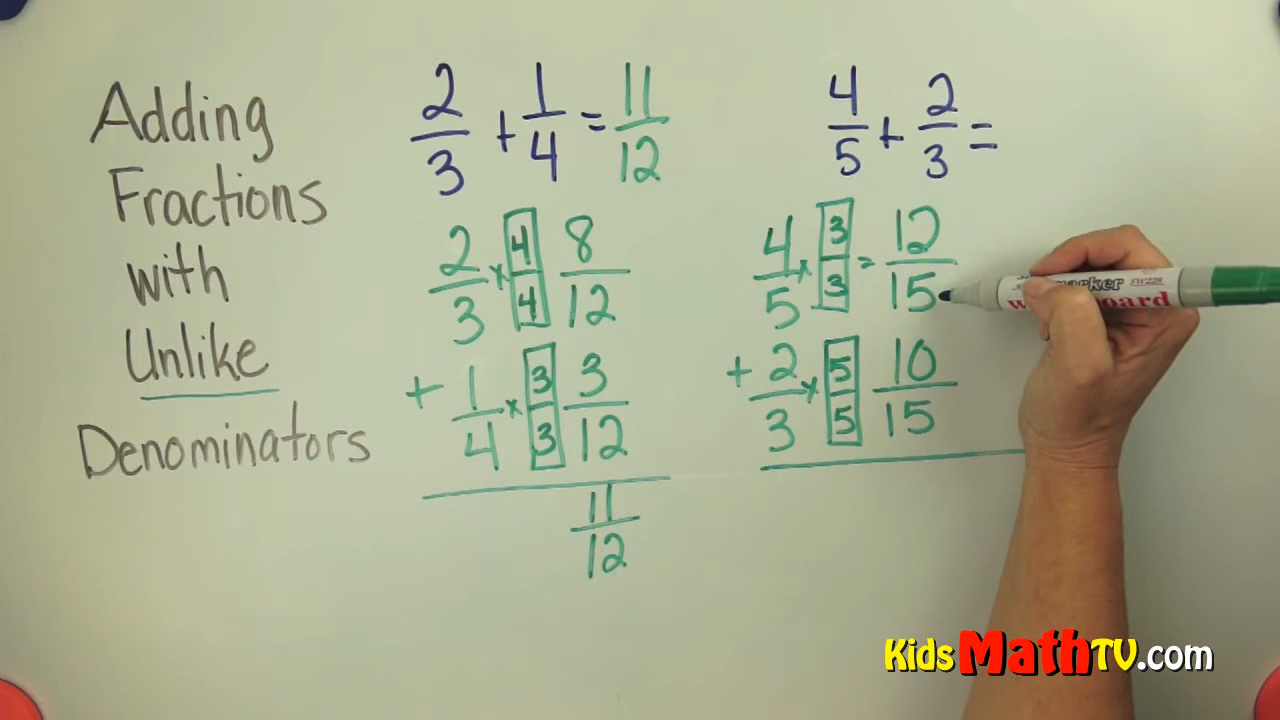 Adding
Fractions
with
Unlike
Denominators
2/3 + 1/4 = 11/12
2/3 × 4/4 8/12
+ 1/4 × 3/3 3/12
11/12
4/5 + 2/3 =
4/5 × 3/3 = 12/15
+ 2/3 × 5/5 10/15
KidsMathTV.com